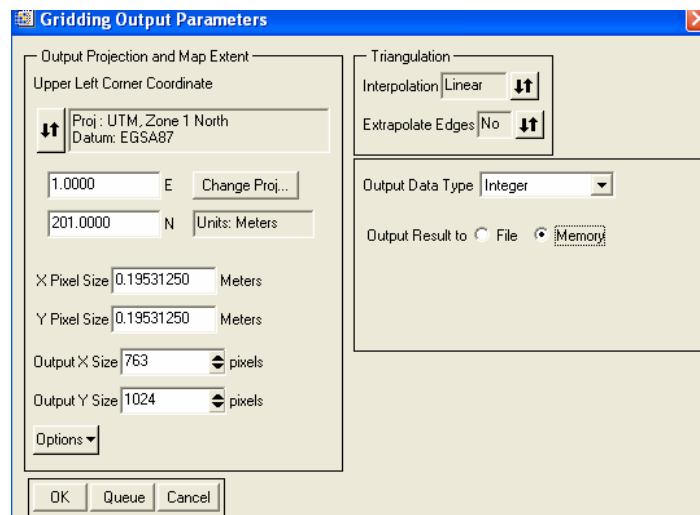 Gridding Output Parameters
Output Projection and Map Extent
Upper Left Corner Coordinate
Proj : UTM, Zone 1 North
Datum: EGSA87
1.0000 E Change Proj...
201.0000 N Units: Meters
X Pixel Size 0.19531250 Meters
Y Pixel Size 0.19531250 Meters
Output X Size 763 pixels
Output Y Size 1024 pixels
Options
OK Queue Cancel
Triangulation
Interpolation Linear
Extrapolate Edges No
Output Data Type Integer
Output Result to File Memory